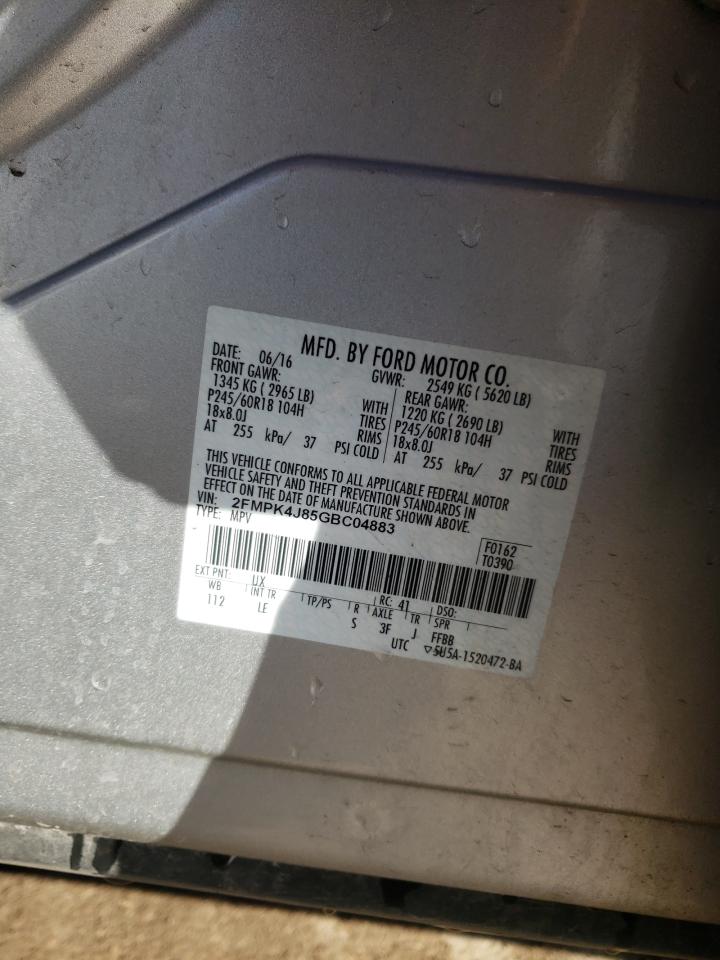 MFD. BY FORD MOTOR CO.
DATE: 06/16 GVWR: 2549 KG ( 5620 LB)
FRONT GAWR: REAR GAWR:
1345 KG ( 2965 LB) WITH 1220 KG ( 2690 LB) WITH
P245/60R18 104H TIRES P245/60R18 104H TIRES
18x8.0J RIMS 18x8.0J RIMS
AT 255 kPa/ 37 PSI COLD AT 255 kPa/ 37 PSI COLD
THIS VEHICLE CONFORMS TO ALL APPLICABLE FEDERAL MOTOR
VEHICLE SAFETY AND THEFT PREVENTION STANDARDS IN
EFFECT ON THE DATE OF MANUFACTURE SHOWN ABOVE.
VIN: 2FMPK4J85GBC04883
TYPE: MPV
F0162
T0390
EXT PNT: UX RC: 41 DSO:
WB INT TR TP/PS R AXLE TR SPR
112 LE S 3F J FFBB
UTC ▽5U5A-1520472-BA